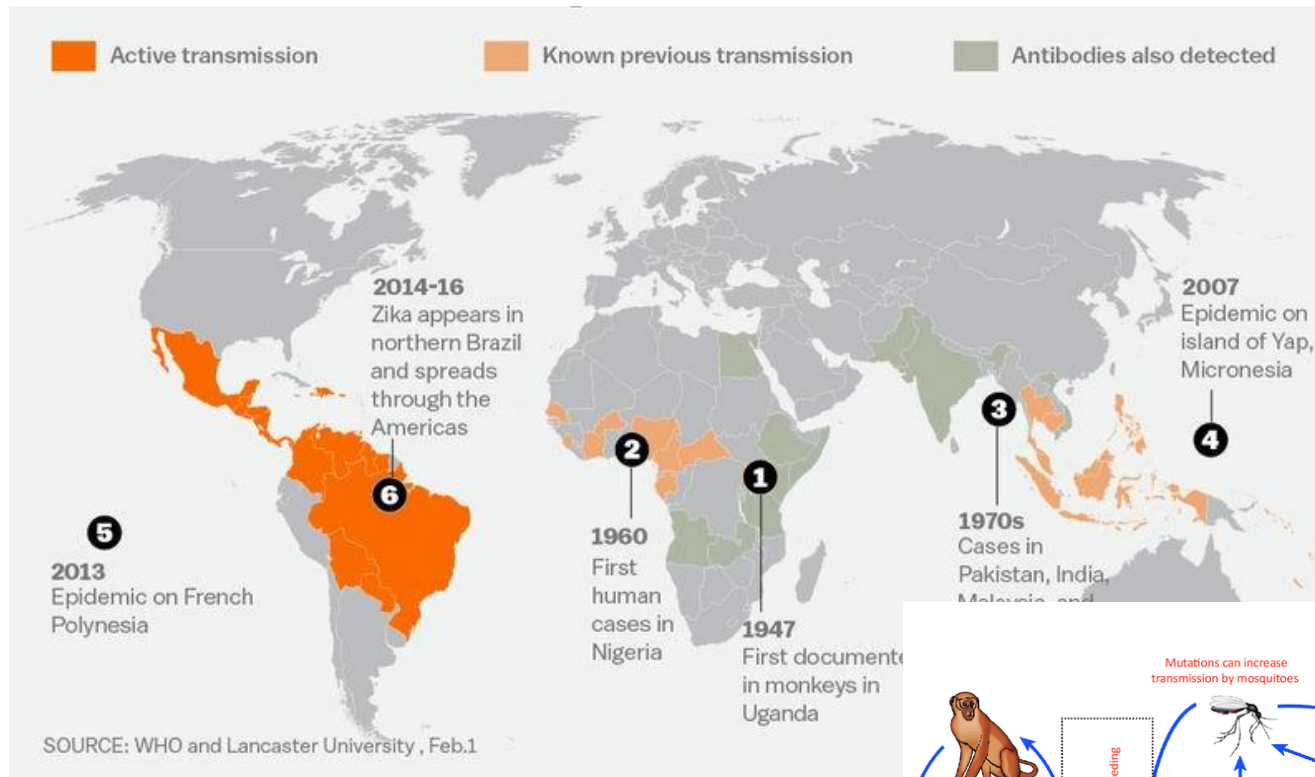 Active transmission
Known previous transmission
Antibodies also detected
2014-16
Zika appears in
northern Brazil
and spreads
through the
Americas
2007
Epidemic on
island of Yap,
Micronesia
3
4
2
1
6
5
2013
Epidemic on French
Polynesia
1960
First
human
cases in
Nigeria
1970s
Cases in
Pakistan, India,
Malaysia, and
1947
First documente
in monkeys in
Uganda
SOURCE: WHO and Lancaster University , Feb.1
Mutations can increase
transmission by mosquitoes
eding